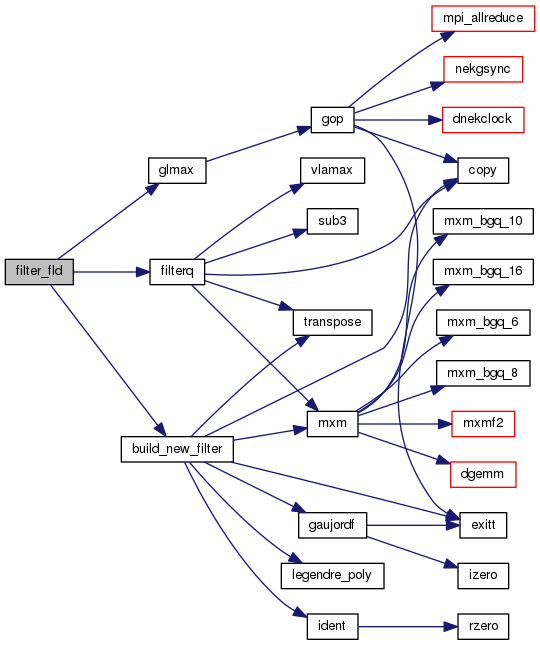 mpi_allreduce
nekgsync
gop
dnekclock
glmax
vlamax
copy
sub3
mxm_bgq_10
filter_fld
filterq
mxm_bgq_16
transpose
mxm_bgq_6
mxm_bgq_8
mxm
mxmf2
build_new_filter
dgemm
gaujordf
exitt
legendre_poly
izero
ident
rzero